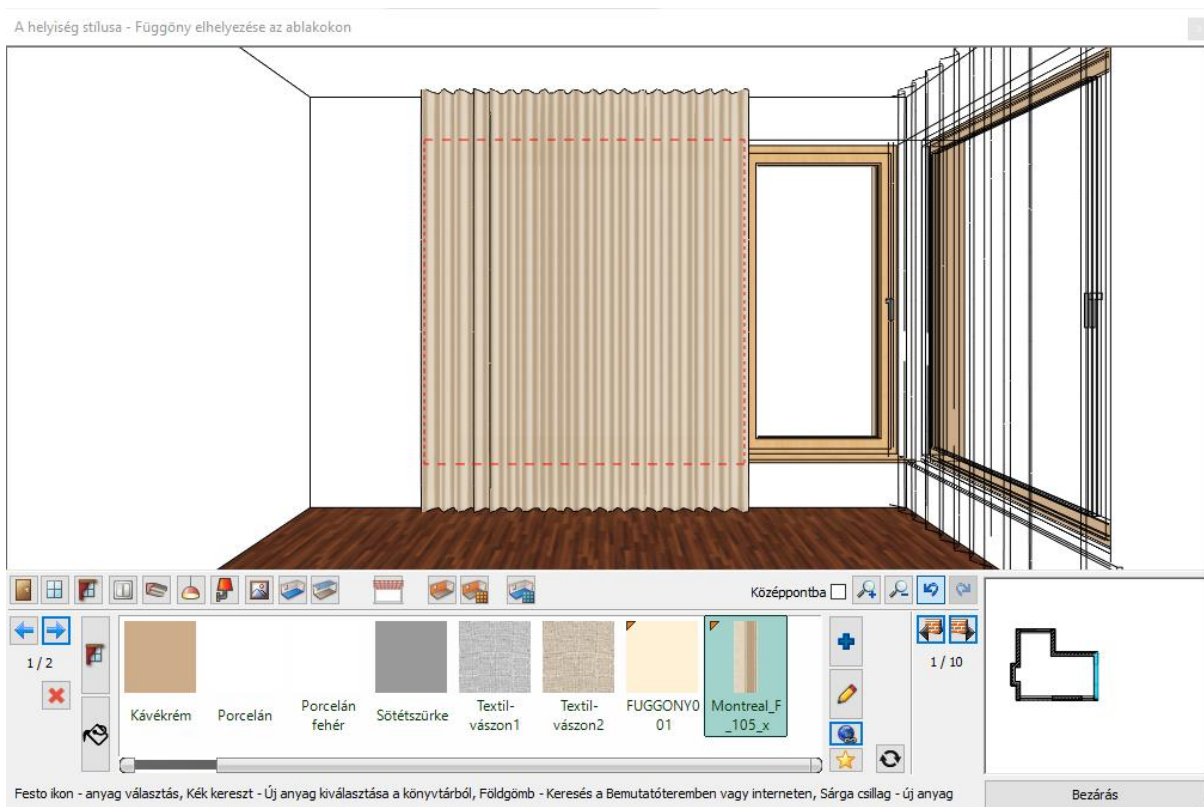 A helyiség stílusa - Függöny elhelyezése az ablakokon
Középpontba
1 / 2
Kávékrém
Porcelán
Porcelán
fehér
Sötétszürke
Textil-
vászon1
Textil-
vászon2
FUGGONY0
01
Montreal_F
_105_x
1 / 10
Festo ikon - anyag választás, Kék kereszt - Új anyag kiválasztása a könyvtárból, Földgömb - Keresés a Bemutatóteremben vagy interneten, Sárga csillag - új anyag
Bezárás